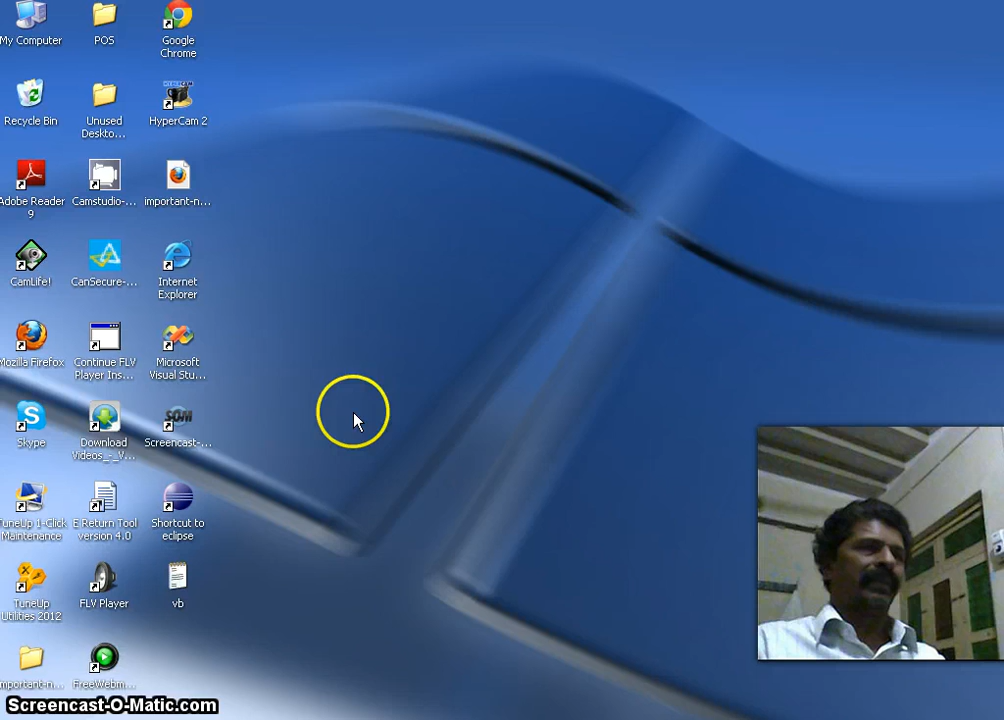 My Computer
POS
Google
Chrome
Recycle Bin
Unused
Deskto...
HyperCam 2
Adobe Reader
9
Camstudio-...
important-n...
CamLife!
CanSecure-...
Internet
Explorer
Mozilla Firefox
Continue FLV
Player Ins...
Microsoft
Visual Stu...
Skype
Download
Videos_-_V...
SOM
Screencast-...
TuneUp 1-Click
Maintenance
E Return Tool
version 4.0
Shortcut to
eclipse
TuneUp
Utilities 2012
FLV Player
vb
important-n...
FreeWebm...
Screencast-O-Matic.com